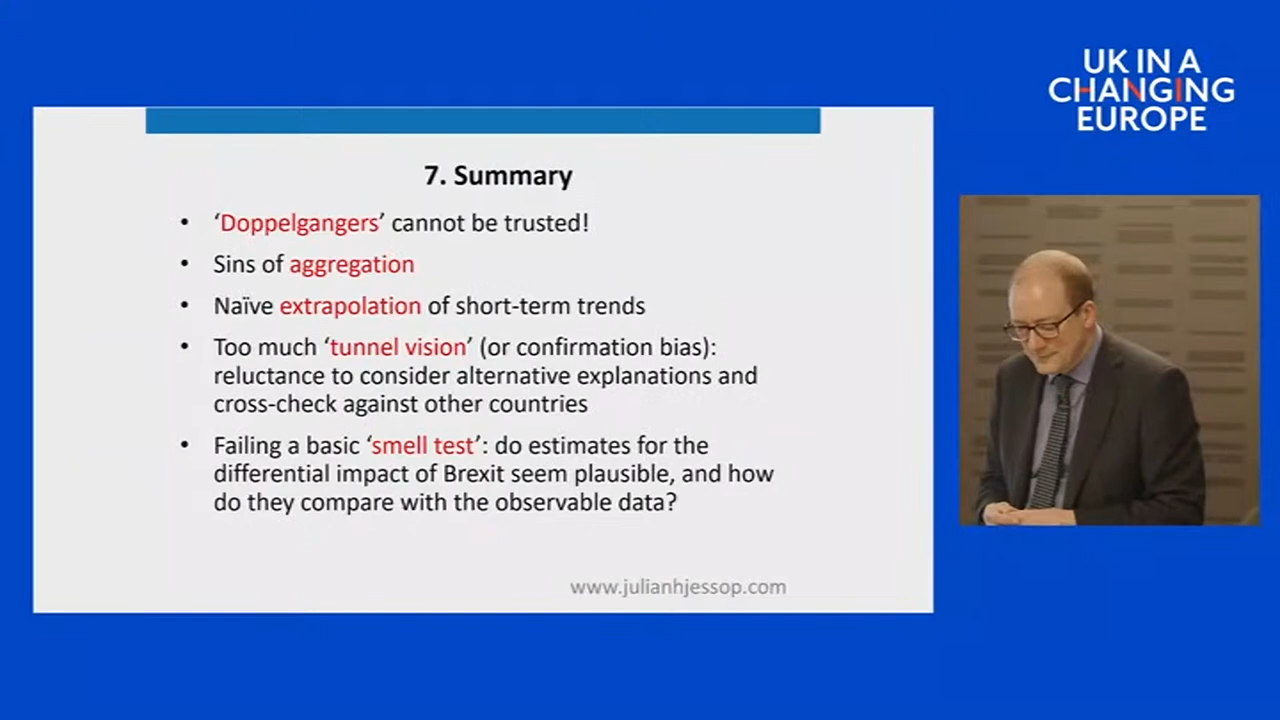 UK IN A
CHANGING
EUROPE
7. Summary
• ‘Doppelgangers’ cannot be trusted!
• Sins of aggregation
• Naïve extrapolation of short-term trends
• Too much ‘tunnel vision’ (or confirmation bias):
reluctance to consider alternative explanations and
cross-check against other countries
• Failing a basic ‘smell test’: do estimates for the
differential impact of Brexit seem plausible, and how
do they compare with the observable data?
www.julianhjessop.com